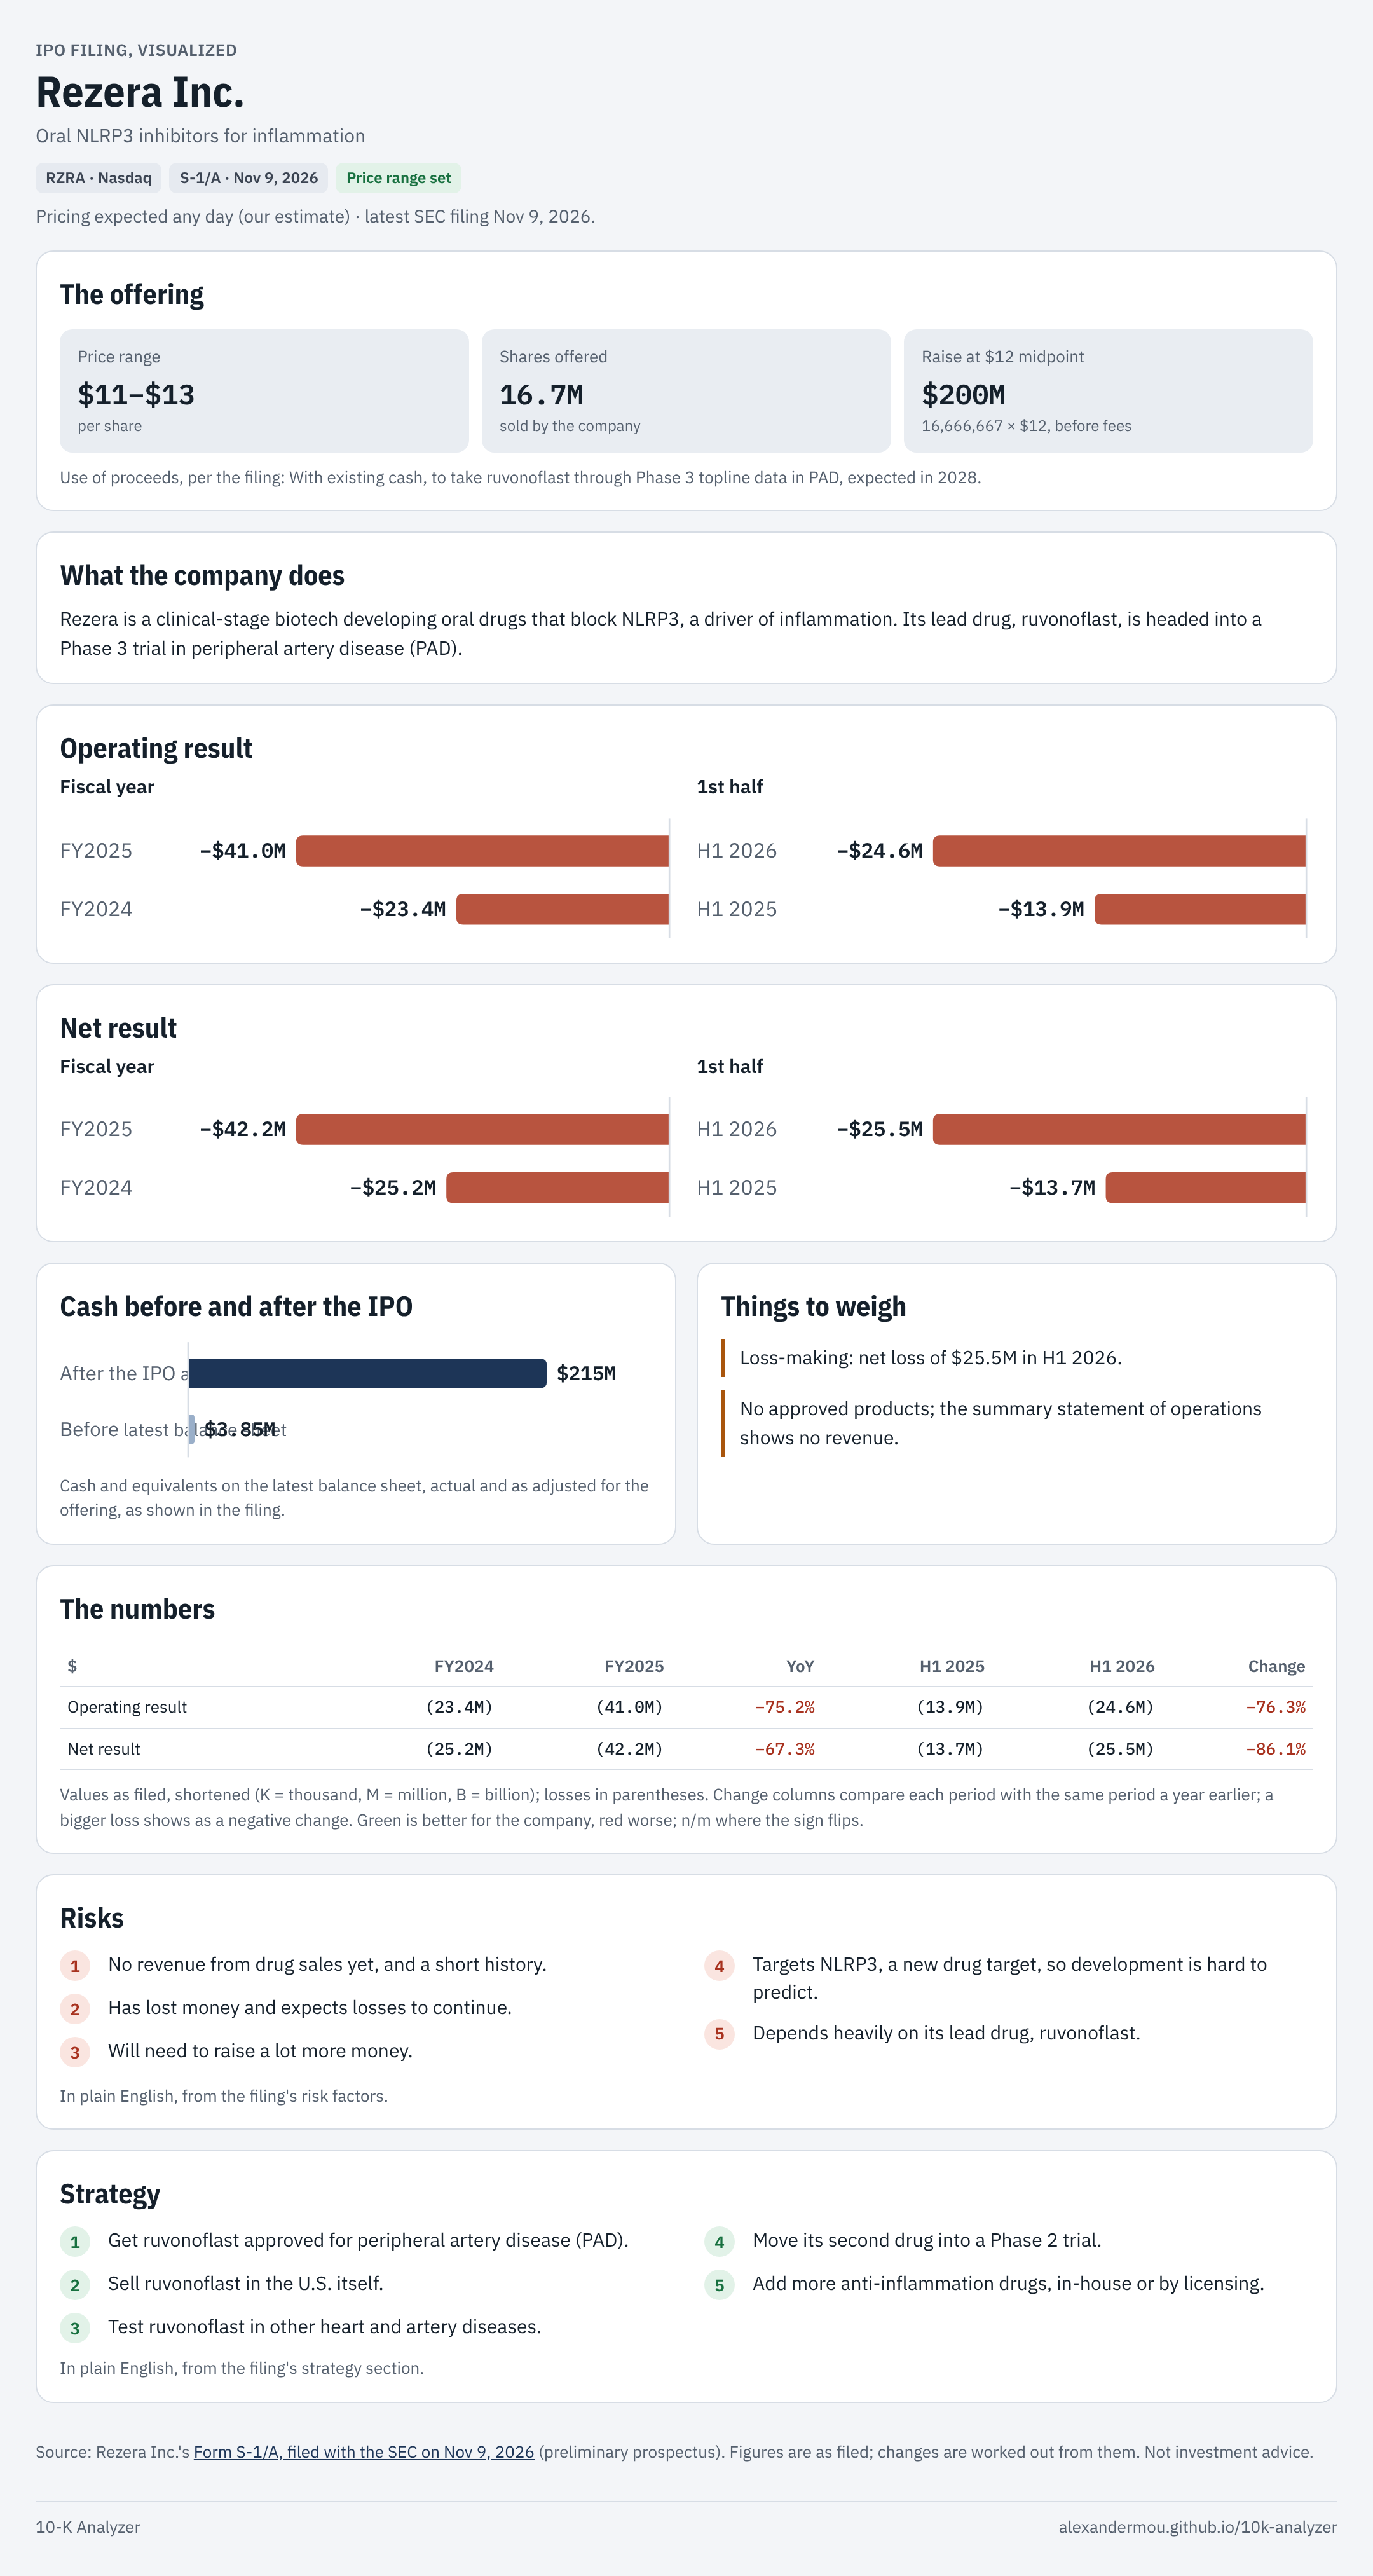 IPO FILING, VISUALIZED
Rezera Inc.
Oral NLRP3 inhibitors for inflammation
RZRA · Nasdaq
S-1/A · Nov 9, 2026
Price range set
Pricing expected any day (our estimate) · latest SEC filing Nov 9, 2026.
The offering
Price range
$11–$13
per share
Shares offered
16.7M
sold by the company
Raise at $12 midpoint
$200M
16,666,667 × $12, before fees
Use of proceeds, per the filing: With existing cash, to take ruvonoflast through Phase 3 topline data in PAD, expected in 2028.
What the company does
Rezera is a clinical-stage biotech developing oral drugs that block NLRP3, a driver of inflammation. Its lead drug, ruvonoflast, is headed into a
Phase 3 trial in peripheral artery disease (PAD).
Operating result
Fiscal year
FY2025 −$41.0M
FY2024 −$23.4M
1st half
H1 2026 −$24.6M
H1 2025 −$13.9M
Net result
Fiscal year
FY2025 −$42.2M
FY2024 −$25.2M
1st half
H1 2026 −$25.5M
H1 2025 −$13.7M
Cash before and after the IPO
After the IPO $215M
Before latest balance sheet $3.85M
Cash and equivalents on the latest balance sheet, actual and as adjusted for the
offering, as shown in the filing.
Things to weigh
Loss-making: net loss of $25.5M in H1 2026.
No approved products; the summary statement of operations
shows no revenue.
The numbers
$ FY2024 FY2025 YoY H1 2025 H1 2026 Change
Operating result (23.4M) (41.0M) −75.2% (13.9M) (24.6M) −76.3%
Net result (25.2M) (42.2M) −67.3% (13.7M) (25.5M) −86.1%
Values as filed, shortened (K = thousand, M = million, B = billion); losses in parentheses. Change columns compare each period with the same period a year earlier; a
bigger loss shows as a negative change. Green is better for the company, red worse; n/m where the sign flips.
Risks
1 No revenue from drug sales yet, and a short history.
2 Has lost money and expects losses to continue.
3 Will need to raise a lot more money.
4 Targets NLRP3, a new drug target, so development is hard to
predict.
5 Depends heavily on its lead drug, ruvonoflast.
In plain English, from the filing's risk factors.
Strategy
1 Get ruvonoflast approved for peripheral artery disease (PAD).
2 Sell ruvonoflast in the U.S. itself.
3 Test ruvonoflast in other heart and artery diseases.
4 Move its second drug into a Phase 2 trial.
5 Add more anti-inflammation drugs, in-house or by licensing.
In plain English, from the filing's strategy section.
Source: Rezera Inc.'s Form S-1/A, filed with the SEC on Nov 9, 2026 (preliminary prospectus). Figures are as filed; changes are worked out from them. Not investment advice.
10-K Analyzer
alexandermou.github.io/10k-analyzer